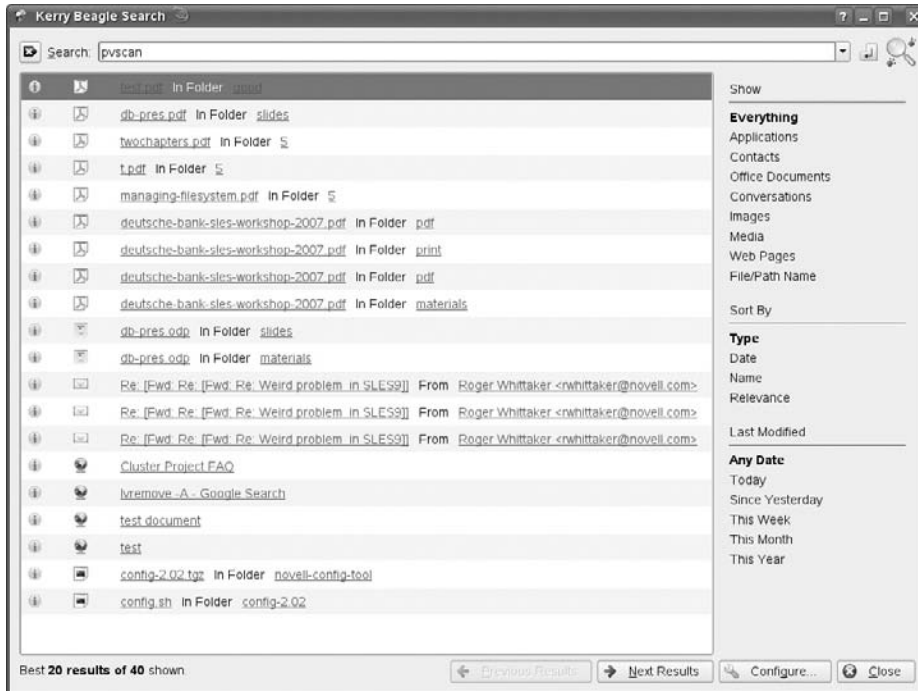 Kerry Beagle Search
Search: pvscan
test.pdf In Folder good
db-pres.pdf In Folder slides
twochapters.pdf In Folder 5
t.pdf In Folder 5
managing-filesystem.pdf In Folder 5
deutsche-bank-sles-workshop-2007.pdf In Folder pdf
deutsche-bank-sles-workshop-2007.pdf In Folder print
deutsche-bank-sles-workshop-2007.pdf In Folder pdf
deutsche-bank-sles-workshop-2007.pdf In Folder materials
db-pres.odp In Folder slides
db-pres.odp In Folder materials
Re: [Fwd: Re: [Fwd: Re: Weird problem in SLES9]] From Roger Whittaker <rwhittaker@novell.com>
Re: [Fwd: Re: [Fwd: Re: Weird problem in SLES9]] From Roger Whittaker <rwhittaker@novell.com>
Re: [Fwd: Re: [Fwd: Re: Weird problem in SLES9]] From Roger Whittaker <rwhittaker@novell.com>
Cluster Project FAQ
lvremove -A - Google Search
test document
test
config-2.02.tgz In Folder novell-config-tool
config.sh In Folder config-2.02
Show
Everything
Applications
Contacts
Office Documents
Conversations
Images
Media
Web Pages
File/Path Name
Sort By
Type
Date
Name
Relevance
Last Modified
Any Date
Today
Since Yesterday
This Week
This Month
This Year
Best 20 results of 40 shown
Previous Results
Next Results
Configure...
Close